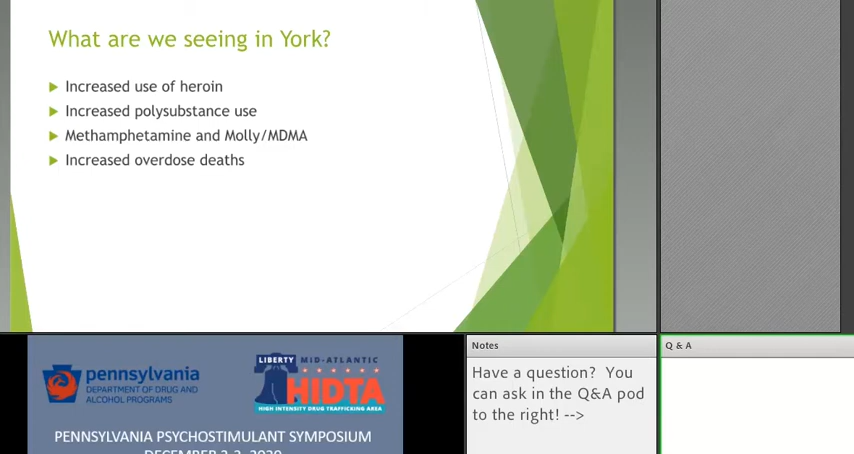 What are we seeing in York?
Increased use of heroin
Increased polysubstance use
Methamphetamine and Molly/MDMA
Increased overdose deaths
pennsylvania
DEPARTMENT OF DRUG AND
ALCOHOL PROGRAMS
LIBERTY MID-ATLANTIC
HIDTA
HIGH INTENSITY DRUG TRAFFICKING AREA
PENNSYLVANIA PSYCHOSTIMULANT SYMPOSIUM
Notes
Have a question? You
can ask in the Q&A pod
to the right! -->
Q & A